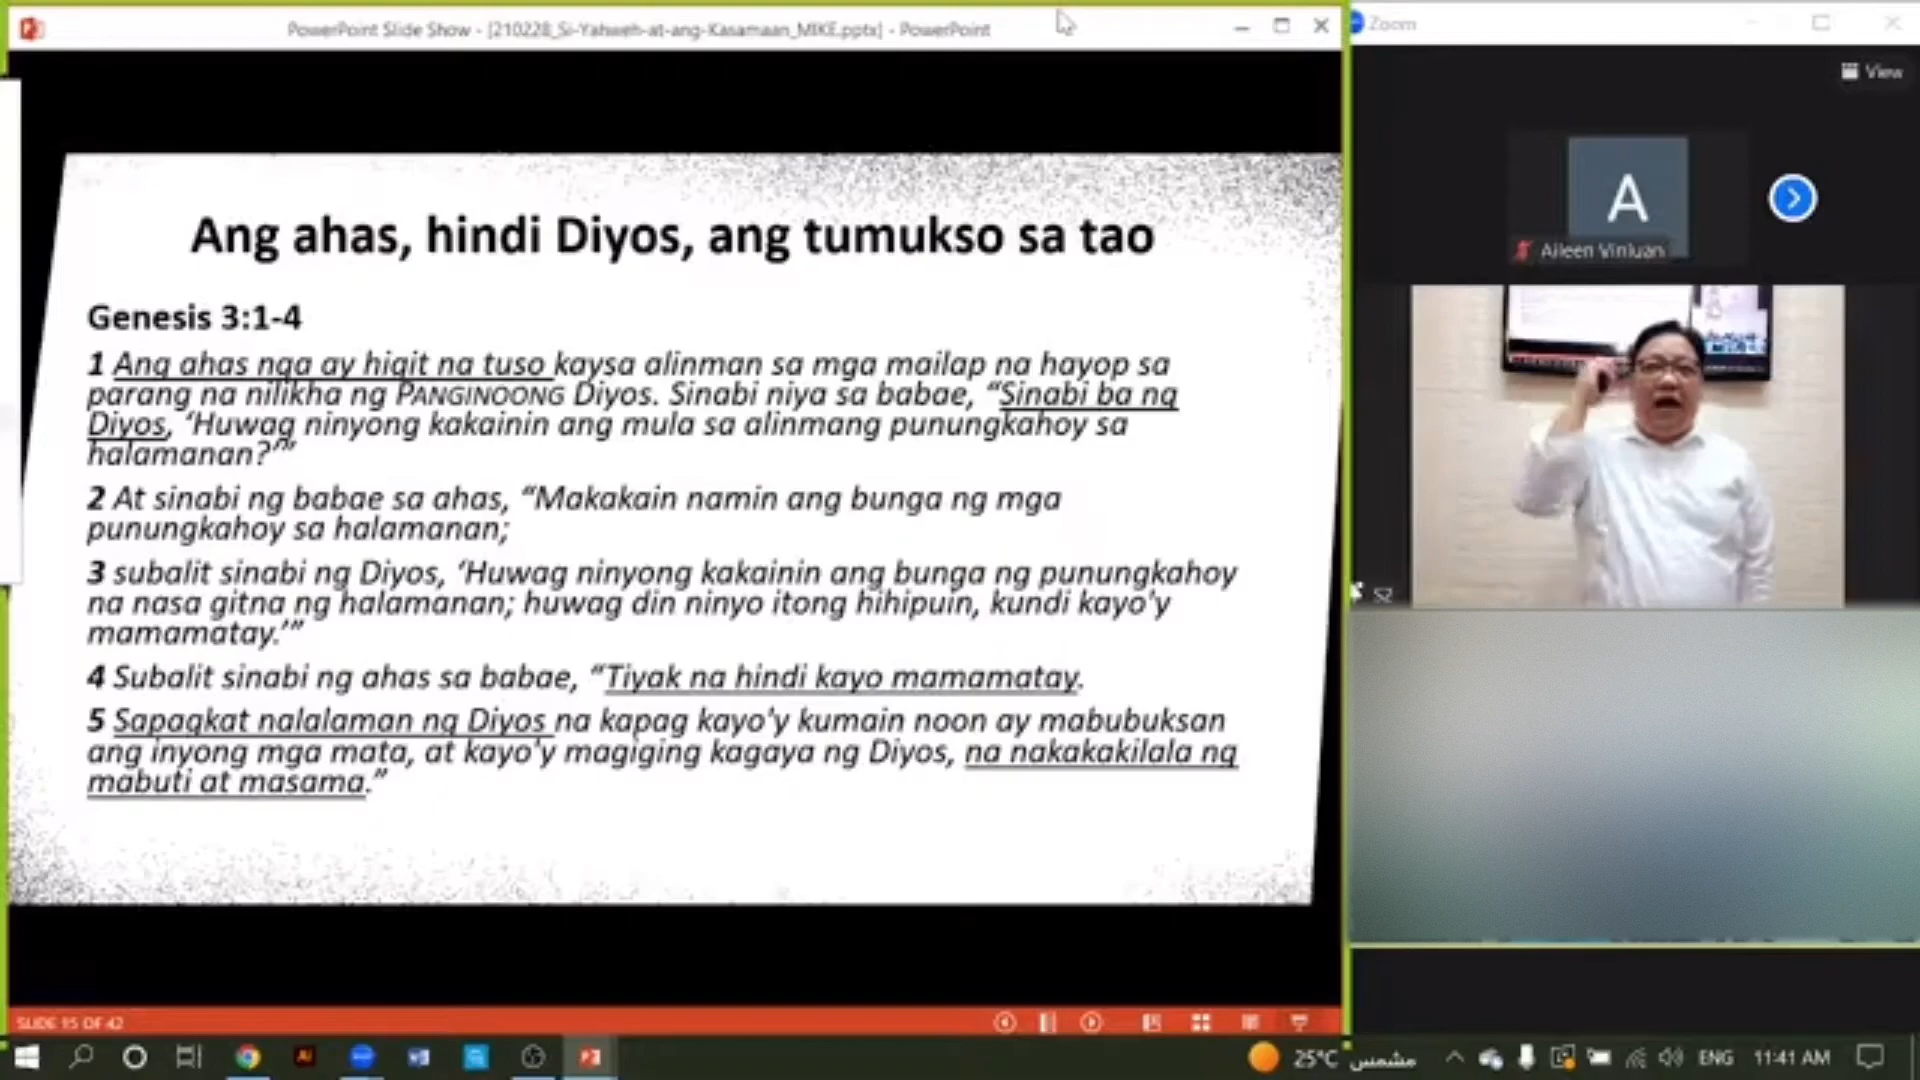 PowerPoint Slide Show - [210228_Si-Yahweh-at-ang-Kasamaan_MIKE.pptx] - PowerPoint
Zoom
View
A
Aileen Vinluan
Ang ahas, hindi Diyos, ang tumukso sa tao
Genesis 3:1-4
1 Ang ahas nga ay higit na tuso kaysa alinman sa mga mailap na hayop sa
parang na nilikha ng PANGINOONG Diyos. Sinabi niya sa babae, “Sinabi ba ng
Diyos, ‘Huwag ninyong kakainin ang mula sa alinmang punungkahoy sa
halamanan?’”
2 At sinabi ng babae sa ahas, “Makakain namin ang bunga ng mga
punungkahoy sa halamanan;
3 subalit sinabi ng Diyos, ‘Huwag ninyong kakainin ang bunga ng punungkahoy
na nasa gitna ng halamanan; huwag din ninyo itong hihipuin, kundi kayo'y
mamamatay.’”
4 Subalit sinabi ng ahas sa babae, “Tiyak na hindi kayo mamamatay.
5 Sapagkat nalalaman ng Diyos na kapag kayo'y kumain noon ay mabubuksan
ang inyong mga mata, at kayo'y magiging kagaya ng Diyos, na nakakakilala ng
mabuti at masama.”
SLIDE 15 OF 42
25°C مشمس
ENG
11:41 AM